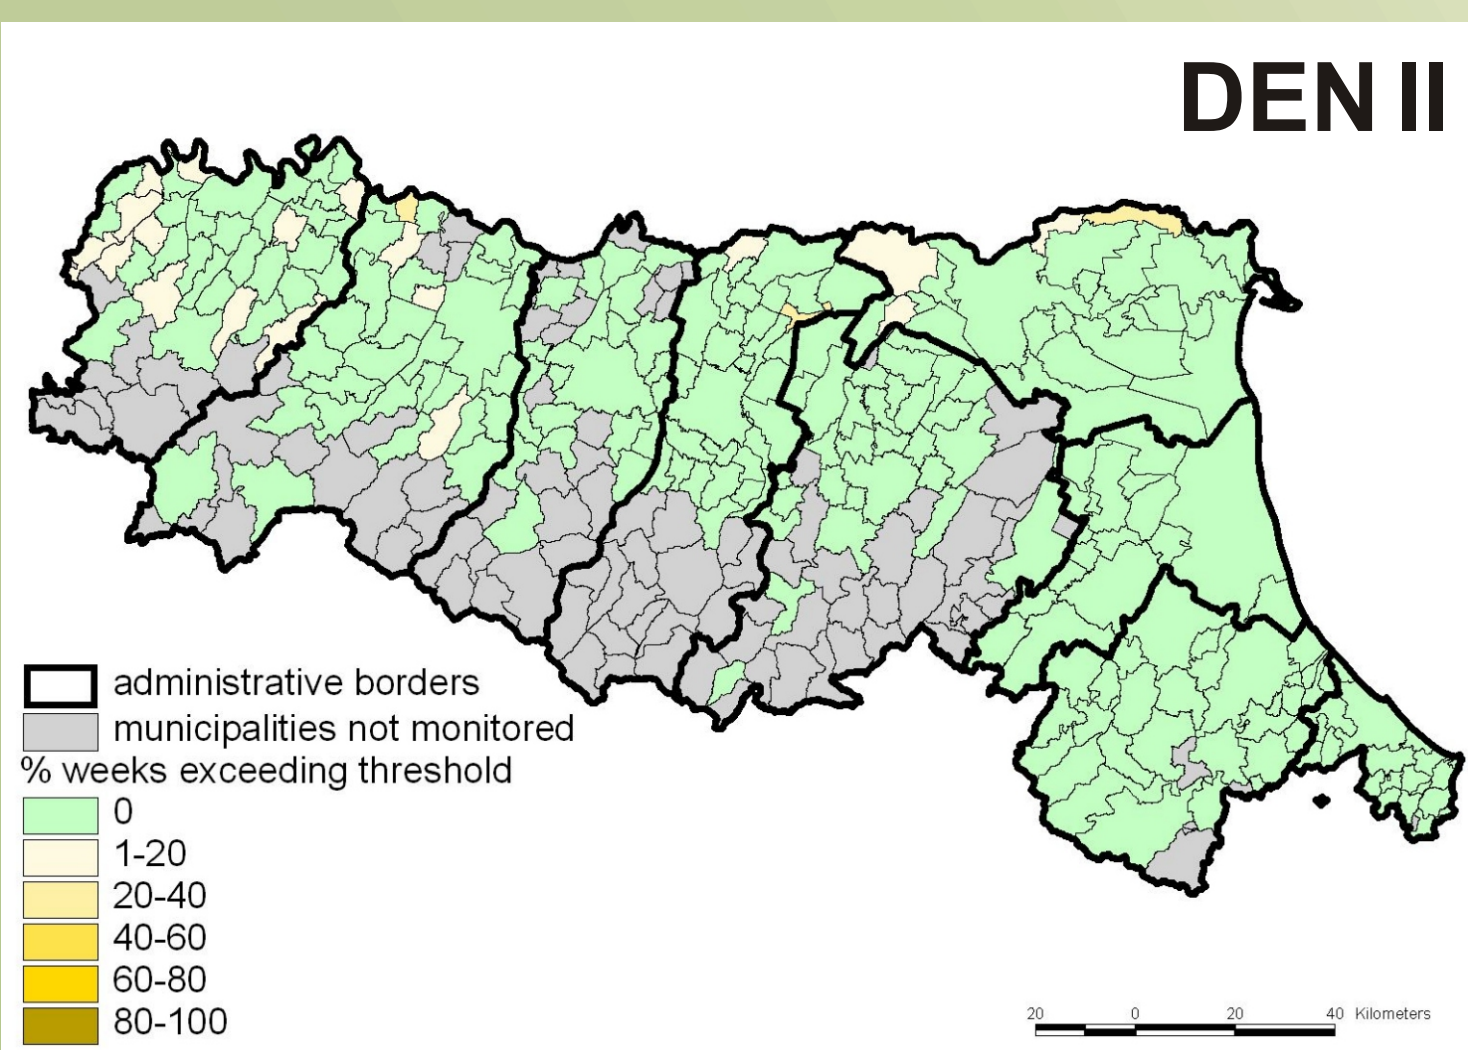 DEN II
administrative borders
municipalities not monitored
% weeks exceeding threshold
0
1-20
20-40
40-60
60-80
80-100
20 0 20 40 Kilometers